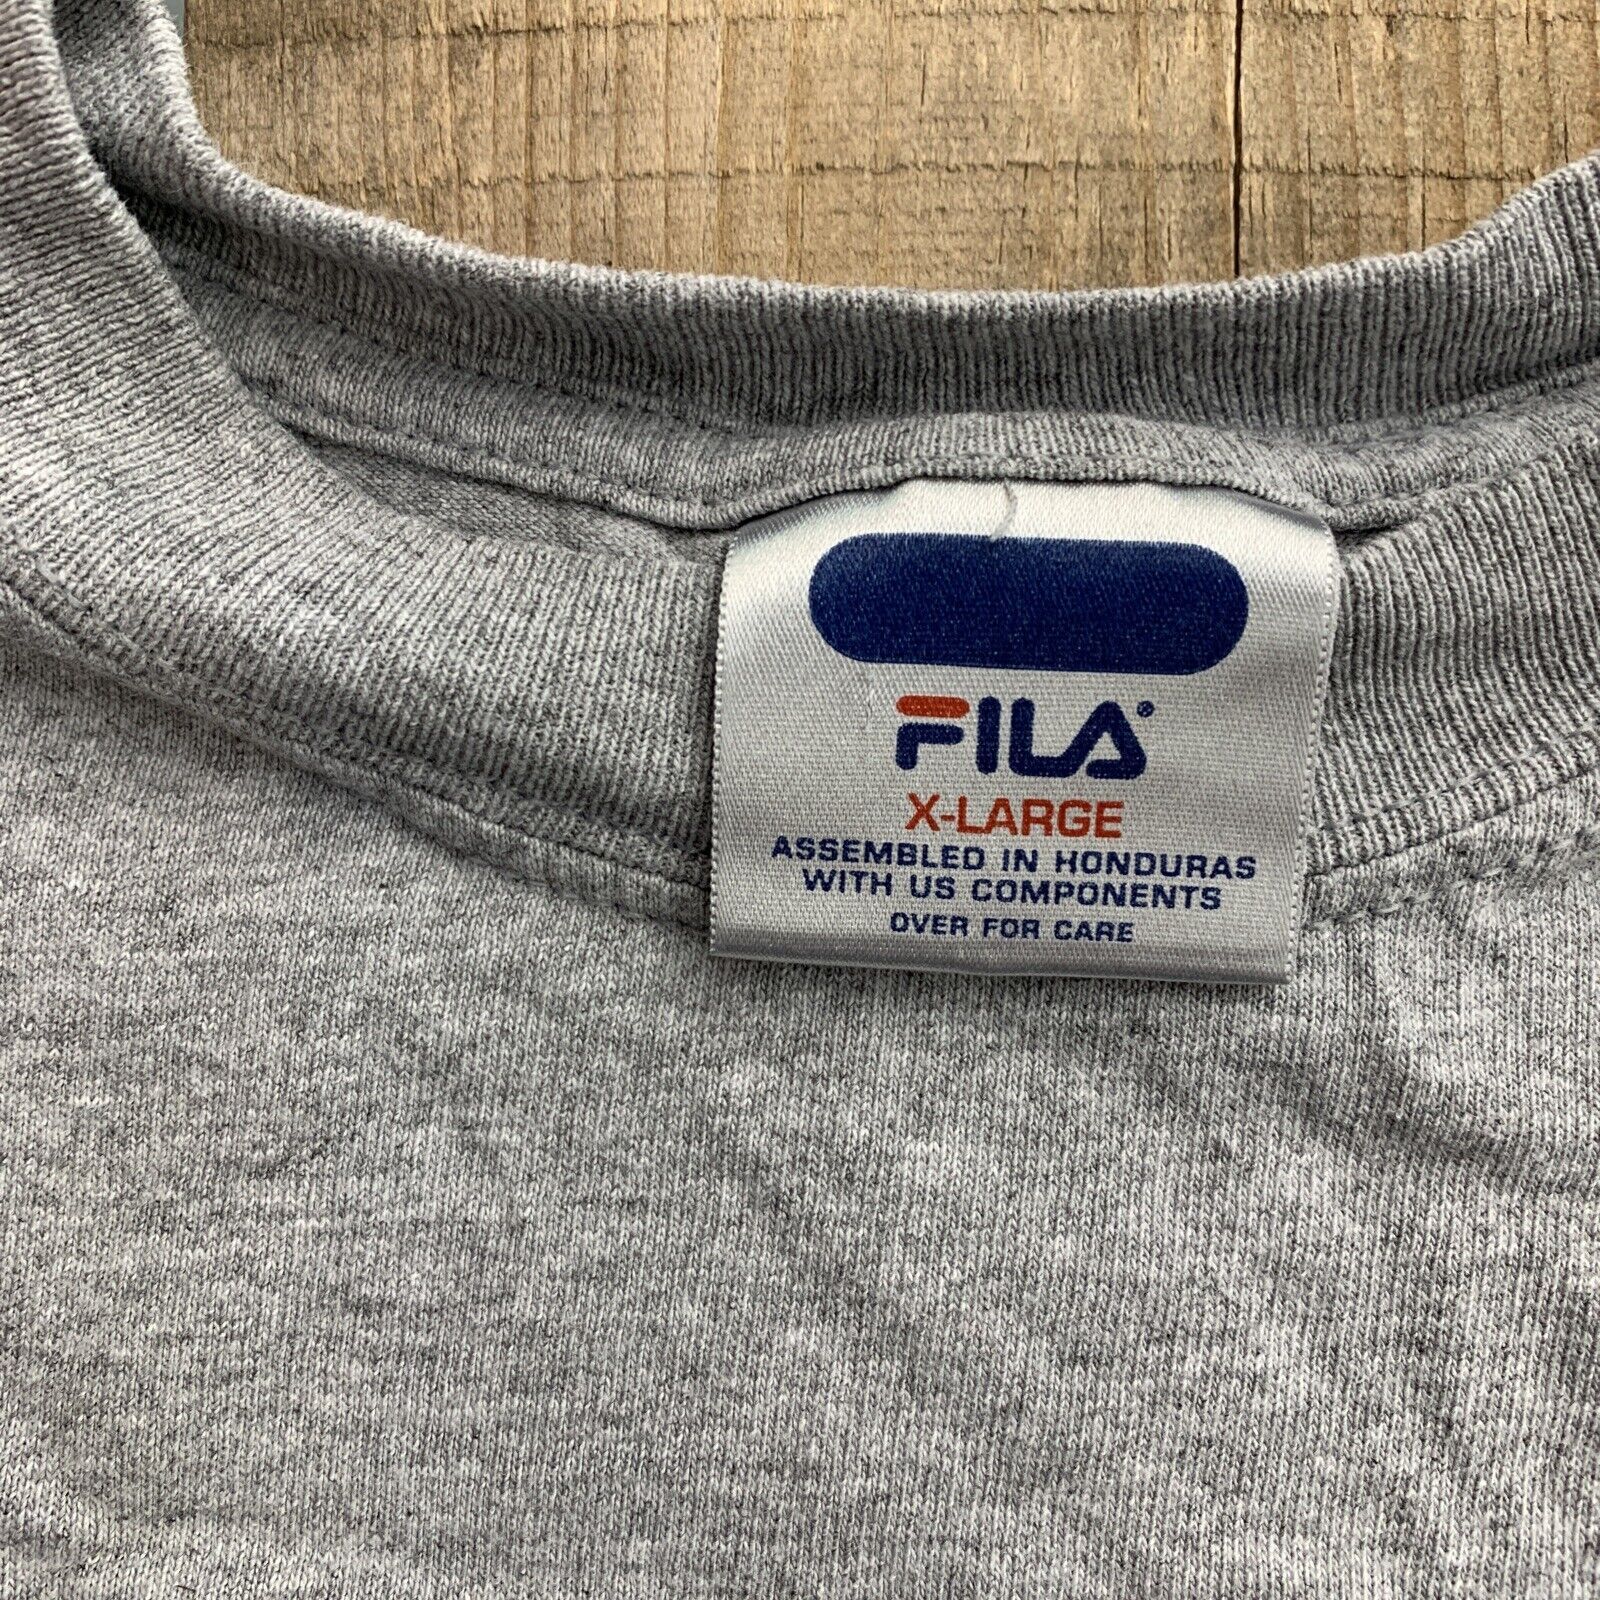 FILA
X-LARGE
ASSEMBLED IN HONDURAS
WITH US COMPONENTS
OVER FOR CARE